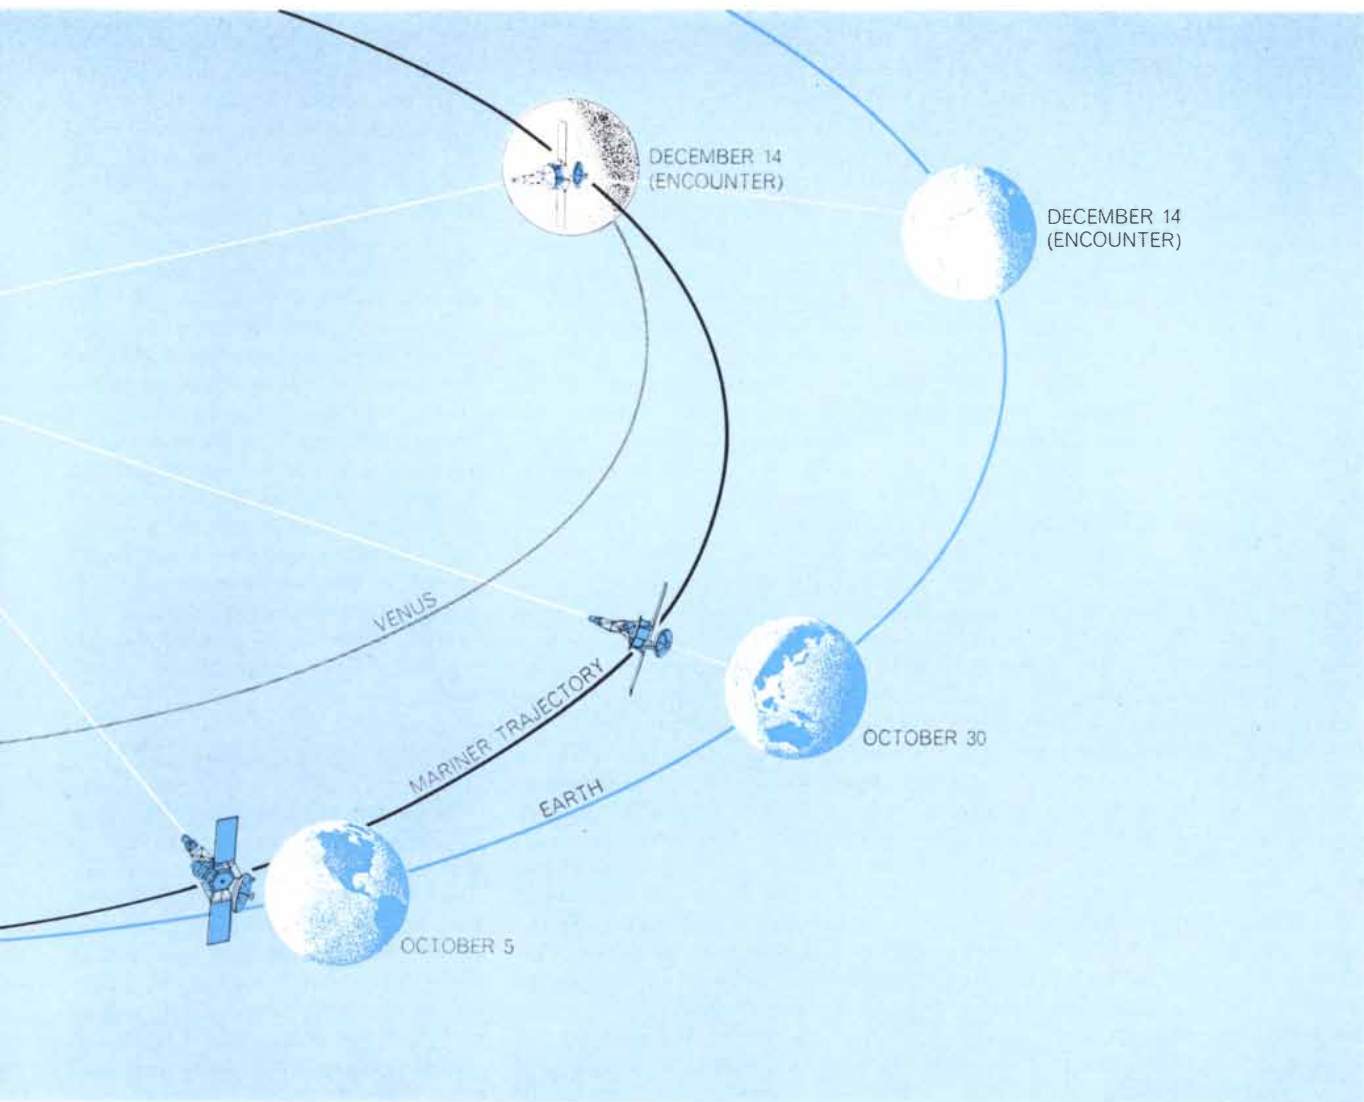 DECEMBER 14
(ENCOUNTER)
DECEMBER 14
(ENCOUNTER)
VENUS
MARINER TRAJECTORY
EARTH
OCTOBER 30
OCTOBER 5